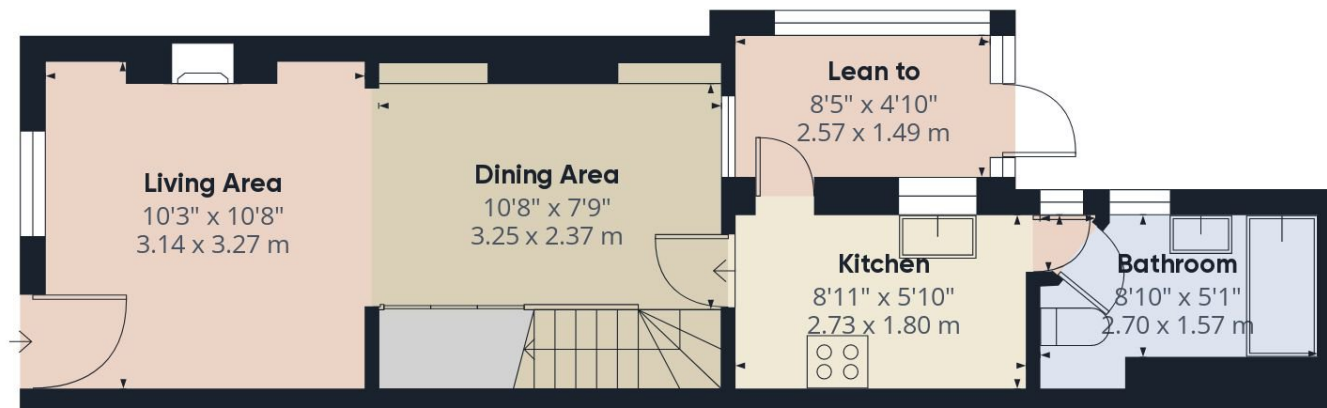 Living Area
10'3" x 10'8"
3.14 x 3.27 m
Dining Area
10'8" x 7'9"
3.25 x 2.37 m
Lean to
8'5" x 4'10"
2.57 x 1.49 m
Kitchen
8'11" x 5'10"
2.73 x 1.80 m
Bathroom
8'10" x 5'1"
2.70 x 1.57 m